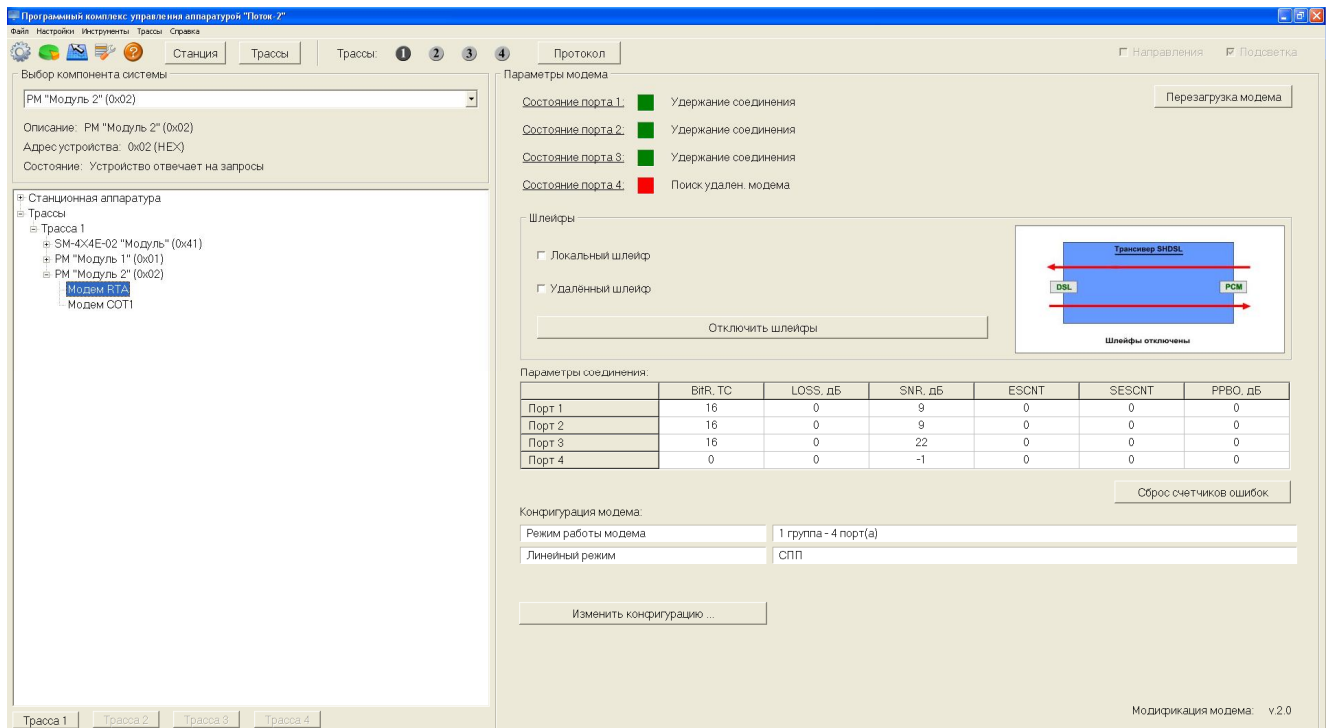 Программный комплекс управления аппаратурой "Поток-2"
Файл Настройки Инструменты Трассы Справка
Станция Трассы Трассы: 1 2 3 4 Протокол Направления Подсветка
Выбор компонента системы
РМ "Модуль 2" (0x02)
Описание: РМ "Модуль 2" (0x02)
Адрес устройства: 0x02 (HEX)
Состояние: Устройство отвечает на запросы
Станционная аппаратура
Трассы
Трасса 1
SM-4X4E-02 "Модуль" (0x41)
РМ "Модуль 1" (0x01)
РМ "Модуль 2" (0x02)
Модем RTA
Модем COT1
Трасса 1 Трасса 2 Трасса 3 Трасса 4
Параметры модема
Состояние порта 1: Удержание соединения
Перезагрузка модема
Состояние порта 2: Удержание соединения
Состояние порта 3: Удержание соединения
Состояние порта 4: Поиск удален. модема
Шлейфы
Локальный шлейф
Удалённый шлейф
Отключить шлейфы
Трансивер SHDSL
DSL PCM
Шлейфы отключены
Параметры соединения:
BitR, TC LOSS, дБ SNR, дБ ESCNT SESCNT PPBO, дБ
Порт 1 16 0 9 0 0 0
Порт 2 16 0 9 0 0 0
Порт 3 16 0 22 0 0 0
Порт 4 0 0 -1 0 0 0
Сброс счетчиков ошибок
Конфигурация модема:
Режим работы модема 1 группа - 4 порт(а)
Линейный режим СПП
Изменить конфигурацию ...
Модификация модема: v.2.0